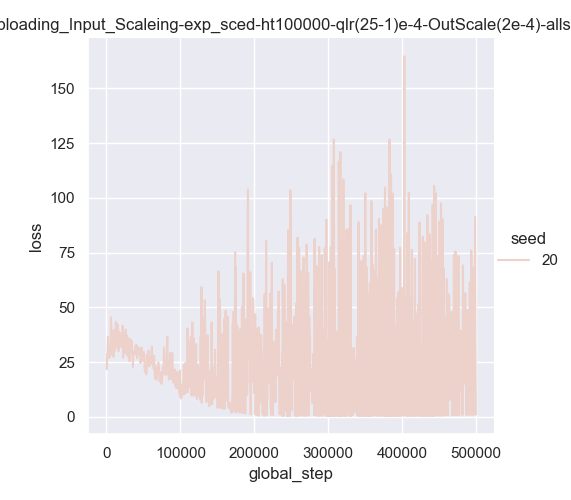 ploading_Input_Scaleing-exp_sced-ht100000-qlr(25-1)e-4-OutScale(2e-4)-alls
150
125
100
75
50
25
0
loss
0 100000 200000 300000 400000 500000
global_step
seed
20